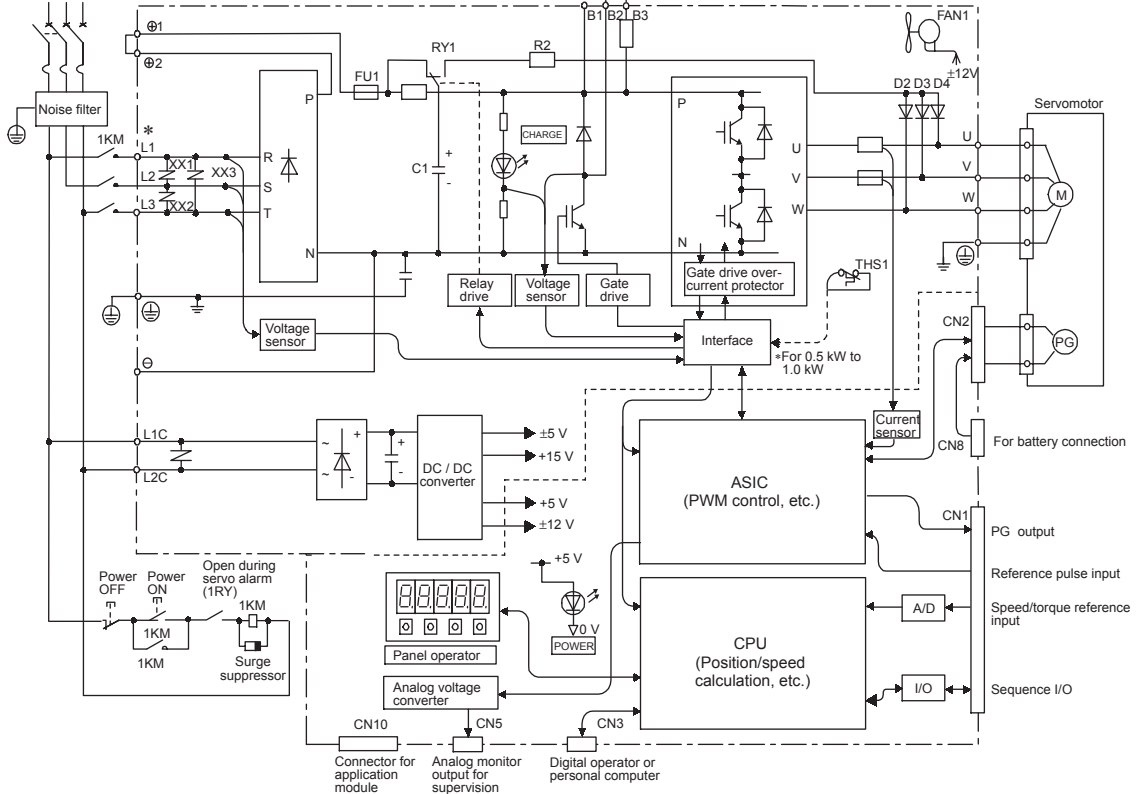 B1 B2 B3
FAN1
±12V
⊕1
⊕2
RY1
R2
FU1
D2 D3 D4
Servomotor
Noise filter
P
P
CHARGE
1KM
*
L1
XX1
XX3
R
L2
S
L3
XX2
T
C1
+
-
U
V
W
U
V
W
M
N
N
Relay drive
Voltage sensor
Gate drive
Gate drive over-
current protector
THS1
Voltage sensor
Interface
*For 0.5 kW to
1.0 kW
CN2
PG
⊖
L1C
L2C
~
~
+
-
+
-
DC / DC
converter
±5 V
+15 V
+5 V
±12 V
Current
sensor
CN8
For battery connection
ASIC
(PWM control, etc.)
CN1
PG output
Reference pulse input
A/D
Speed/torque reference
input
CPU
(Position/speed
calculation, etc.)
I/O
Sequence I/O
+5 V
0 V
POWER
8.8.8.8.8.
Panel operator
Analog voltage
converter
Power
OFF
Power
ON
Open during
servo alarm
(1RY)
1KM
1KM
1KM
Surge
suppressor
CN10
CN5
CN3
Connector for
application
module
Analog monitor
output for
supervision
Digital operator or
personal computer